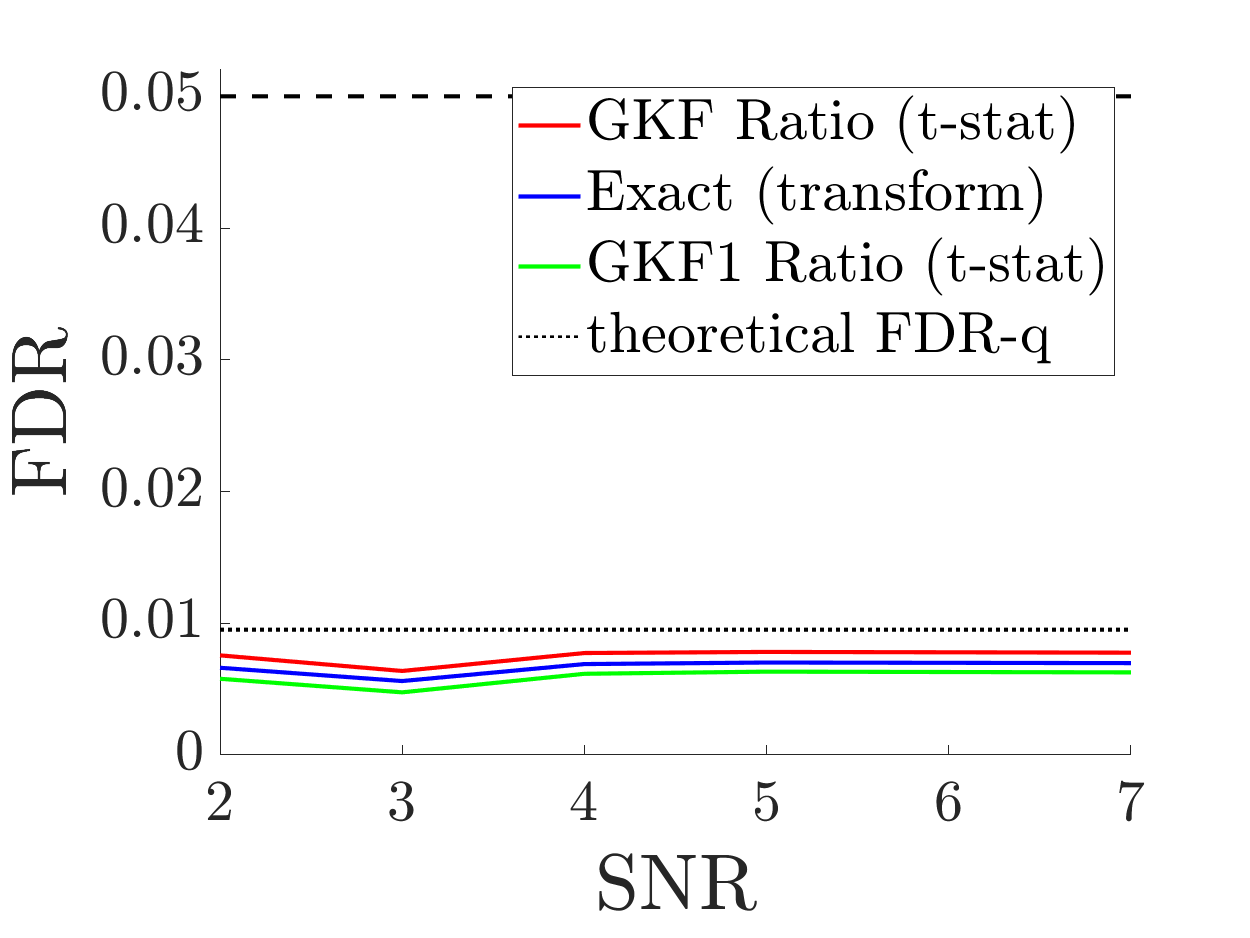 0.05
0.04
0.03
0.02
0.01
0
FDR
GKF Ratio (t-stat)
Exact (transform)
GKF1 Ratio (t-stat)
theoretical FDR-q
2 3 4 5 6 7
SNR